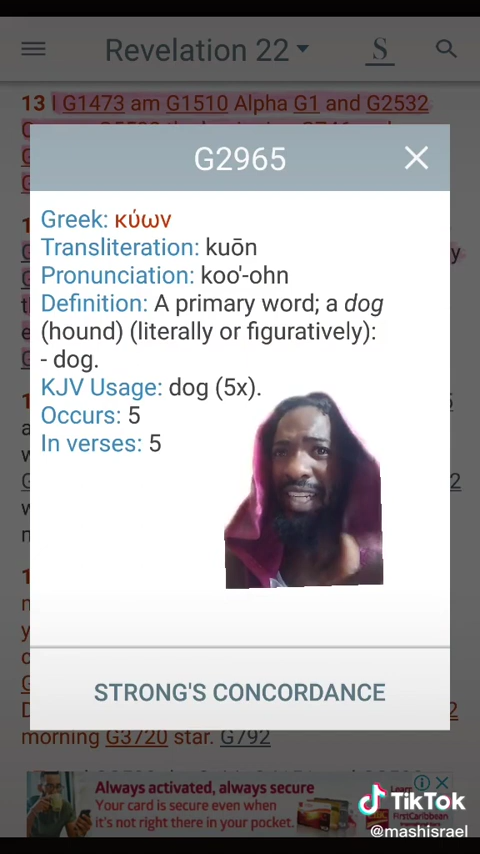 Revelation 22
S
13 I G1473 am G1510 Alpha G1 and G2532
G2965
Greek: κύων
Transliteration: kuōn
Pronunciation: koo'-ohn
Definition: A primary word; a dog
(hound) (literally or figuratively):
- dog.
KJV Usage: dog (5x).
Occurs: 5
In verses: 5
STRONG'S CONCORDANCE
morning G3720 star. G792
Always activated, always secure
Your card is secure even when
it's not right there in your pocket.
FirstCaribbean
TikTok
@mashisrael